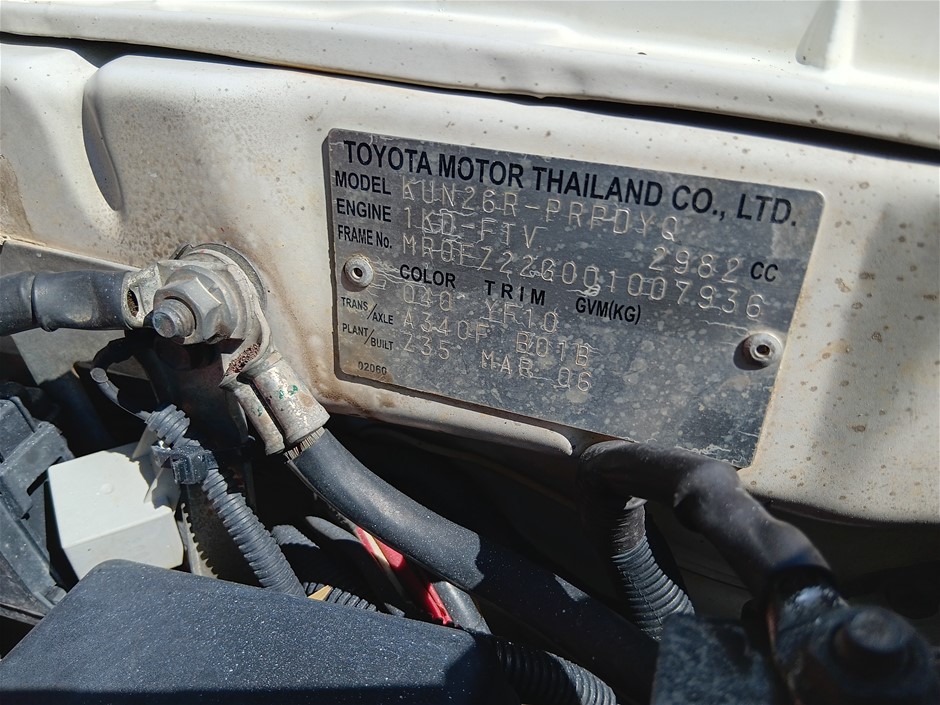 TOYOTA MOTOR THAILAND CO., LTD.
MODEL KUN26R-PRPDYQ
ENGINE 1KD-FTV 2982 CC
FRAME No. MR0FZ22G001007936
COLOR TRIM GVM(KG)
040 YF10
TRANS/AXLE A340F B01B
PLANT/BUILT Z35 MAR 06
02060